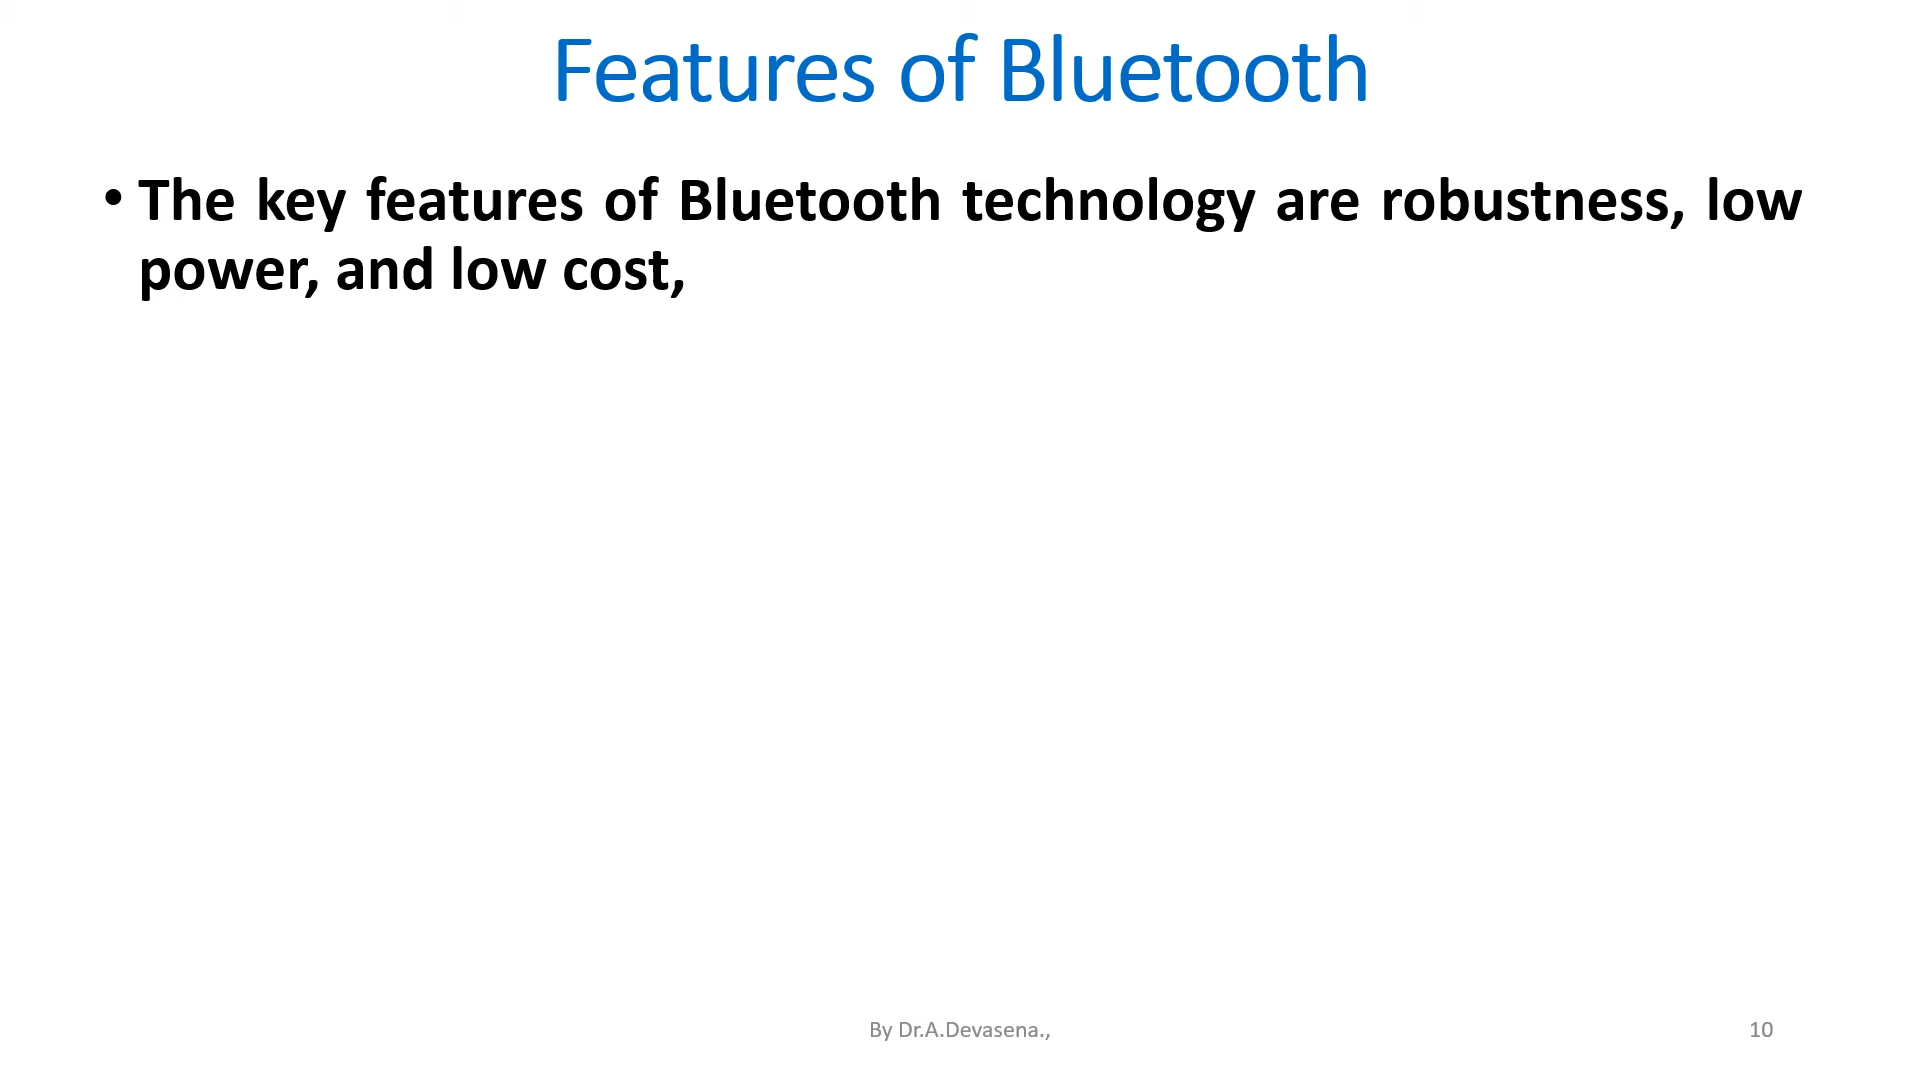 Features of Bluetooth
• The key features of Bluetooth technology are robustness, low
power, and low cost,
By Dr.A.Devasena.,
10